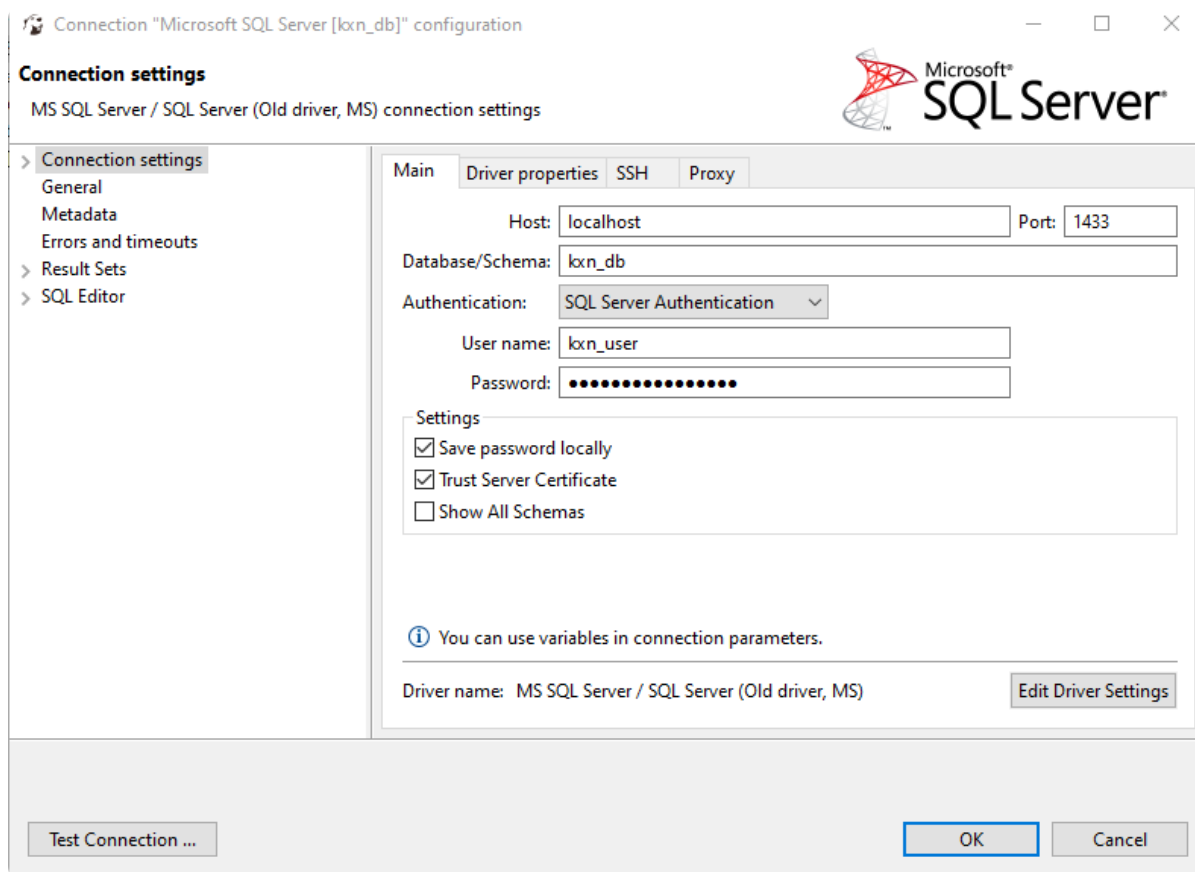 Connection "Microsoft SQL Server [kxn_db]" configuration
Connection settings
MS SQL Server / SQL Server (Old driver, MS) connection settings
Microsoft®
SQL Server®
™
Connection settings
General
Metadata
Errors and timeouts
Result Sets
SQL Editor
Main Driver properties SSH Proxy
Host: localhost Port: 1433
Database/Schema: kxn_db
Authentication: SQL Server Authentication
User name: kxn_user
Password: ●●●●●●●●●●●●●●●●
Settings
Save password locally
Trust Server Certificate
Show All Schemas
You can use variables in connection parameters.
Driver name: MS SQL Server / SQL Server (Old driver, MS) Edit Driver Settings
Test Connection ... OK Cancel